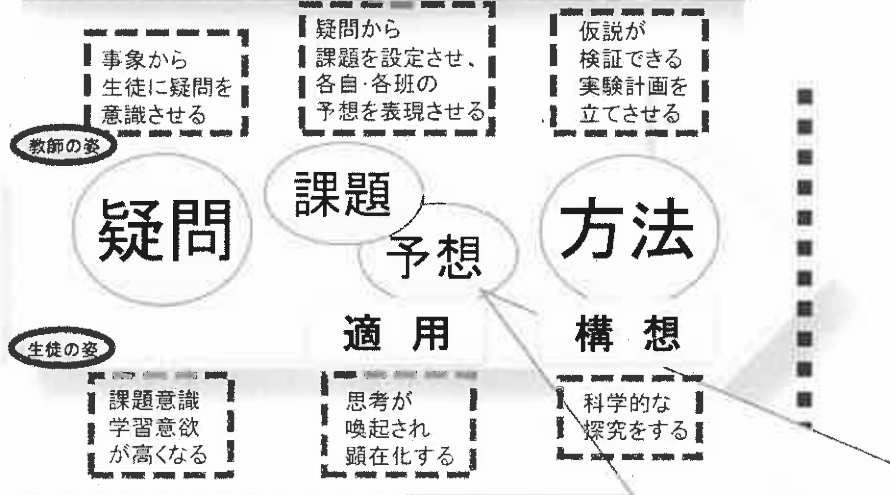 事象から
生徒に疑問を
意識させる
疑問から
課題を設定させ、
各自・各班の
予想を表現させる
仮説が
検証できる
実験計画を
立てさせる
教師の姿
疑問
課題
予想
方法
適用
構想
生徒の姿
課題意識
学習意欲
が高くなる
思考が
喚起され
顕在化する
科学的な
探究をする